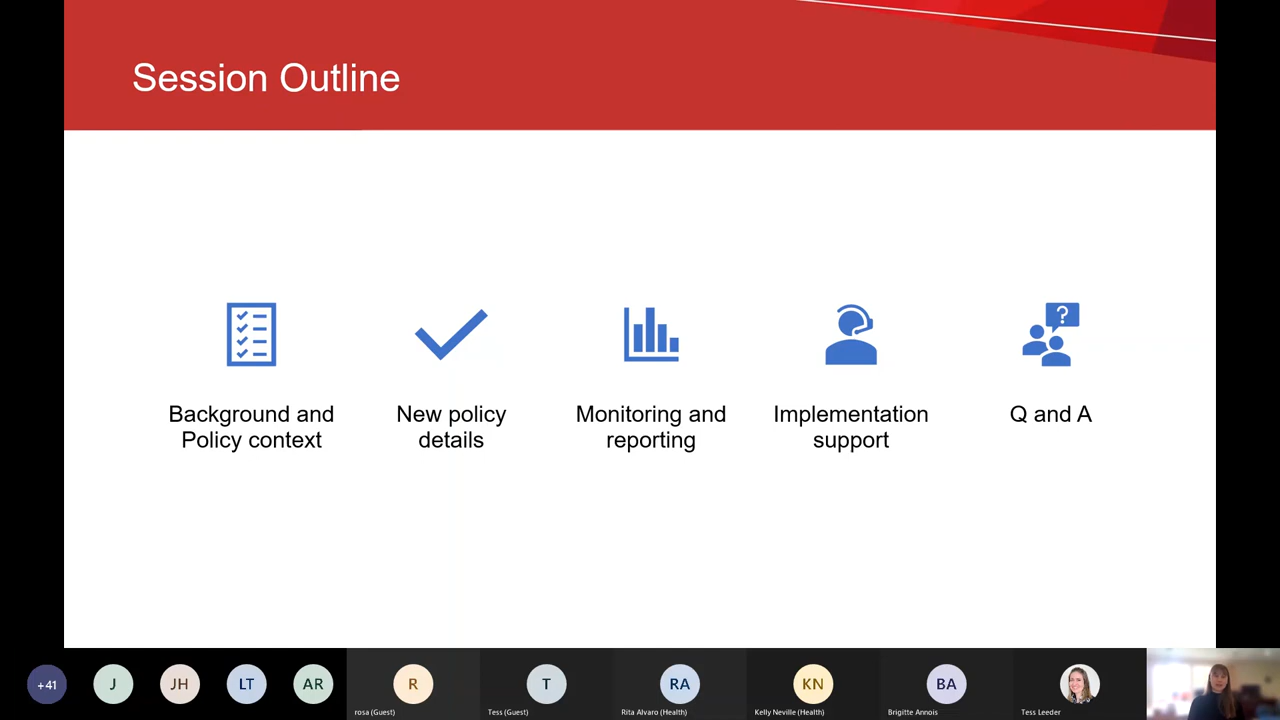 Session Outline
?
Background and
Policy context
New policy
details
Monitoring and
reporting
Implementation
support
Q and A
+41
J
JH
LT
AR
R
T
RA
KN
BA
rosa (Guest)
Tess (Guest)
Rita Alvaro (Health)
Kelly Neville (Health)
Brigitte Annois
Tess Leeder